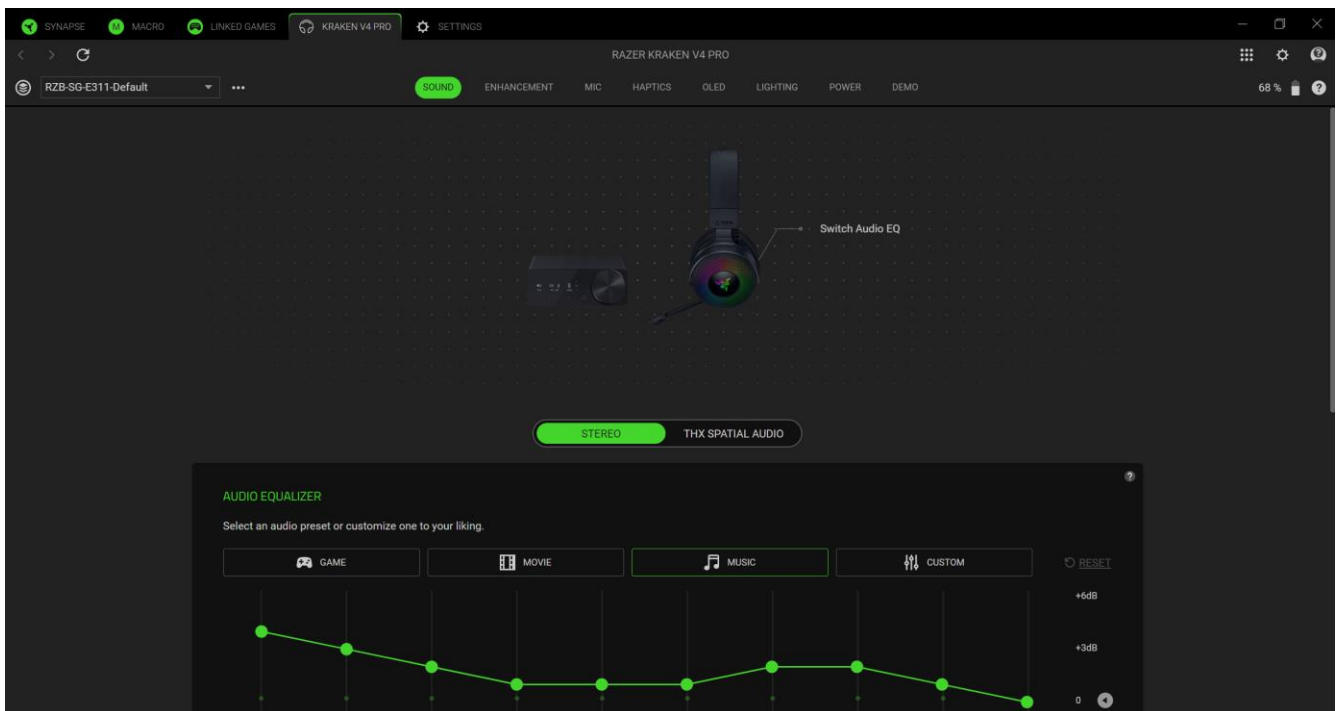 SYNAPSE MACRO LINKED GAMES KRAKEN V4 PRO SETTINGS
RAZER KRAKEN V4 PRO
RZB-SG-E311-Default SOUND ENHANCEMENT MIC HAPTICS OLED LIGHTING POWER DEMO 68 %
Switch Audio EQ
STEREO THX SPATIAL AUDIO
AUDIO EQUALIZER
Select an audio preset or customize one to your liking.
GAME MOVIE MUSIC CUSTOM RESET
+6dB
+3dB
0